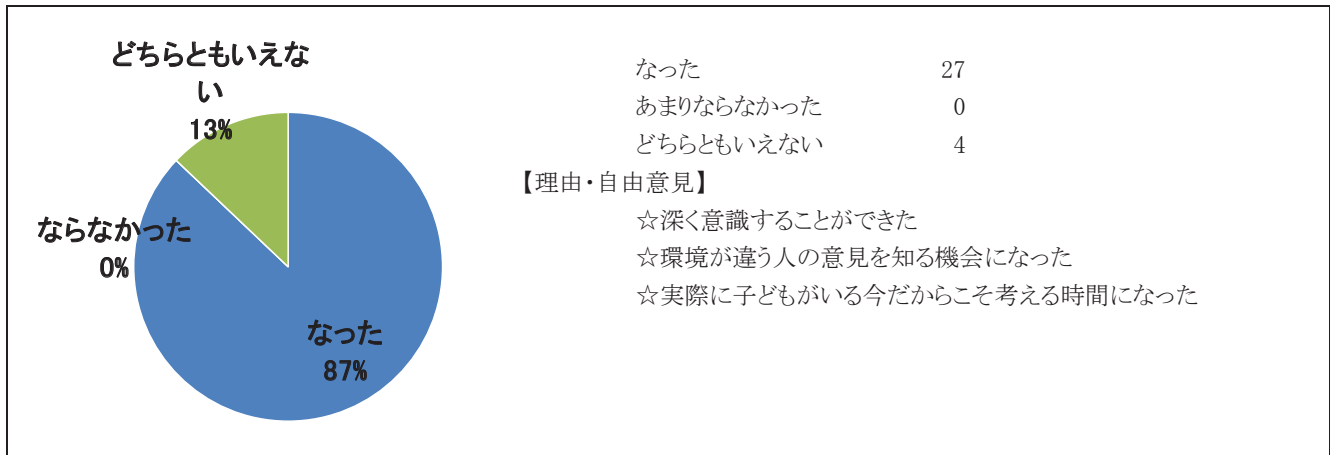 どちらともいえな
い
13%
ならなかった
0%
なった
87%
なった 27
あまりならなかった 0
どちらともいえない 4
【理由・自由意見】
☆深く意識することができた
☆環境が違う人の意見を知る機会になった
☆実際に子どもがいる今だからこそ考える時間になった